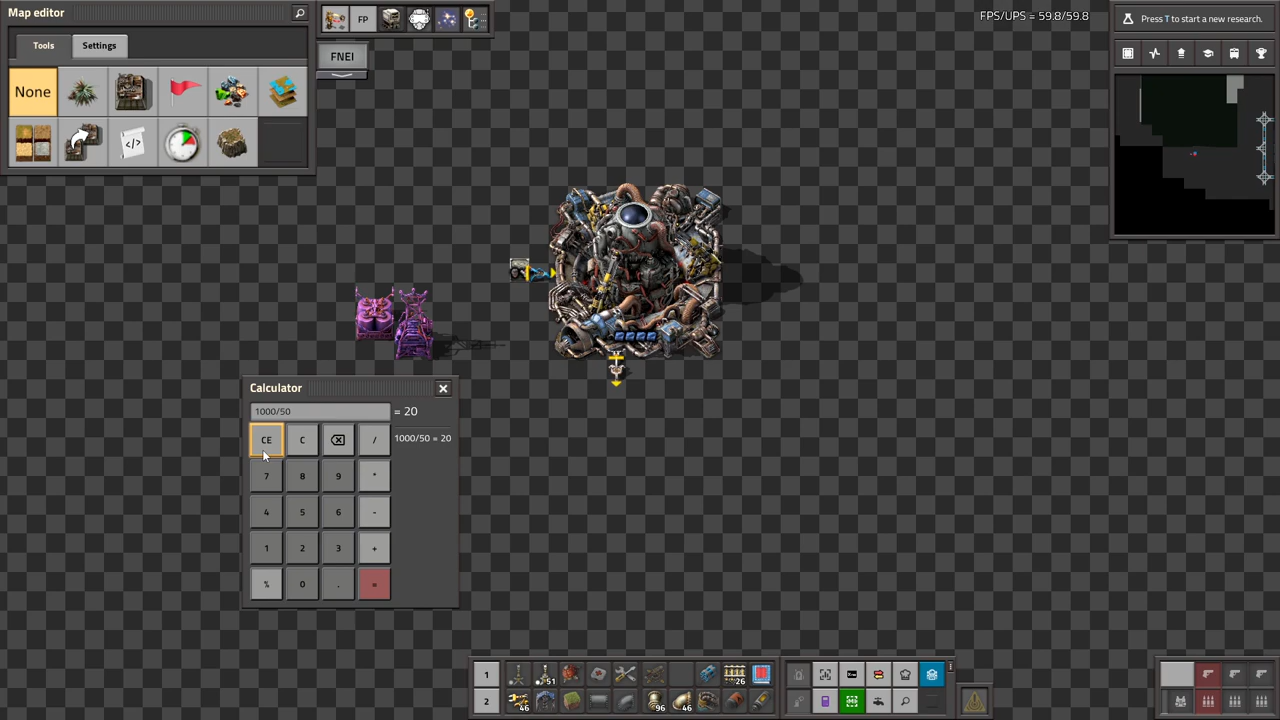 Map editor
Tools
Settings
None
</>
FP
FNEI
FPS/UPS = 59.8/59.8
Press T to start a new research.
Calculator
1000/50
= 20
CE
C
/
1000/50 = 20
7
8
9
*
4
5
6
-
1
2
3
+
%
0
.
=
1
51
26
2
46
96
46